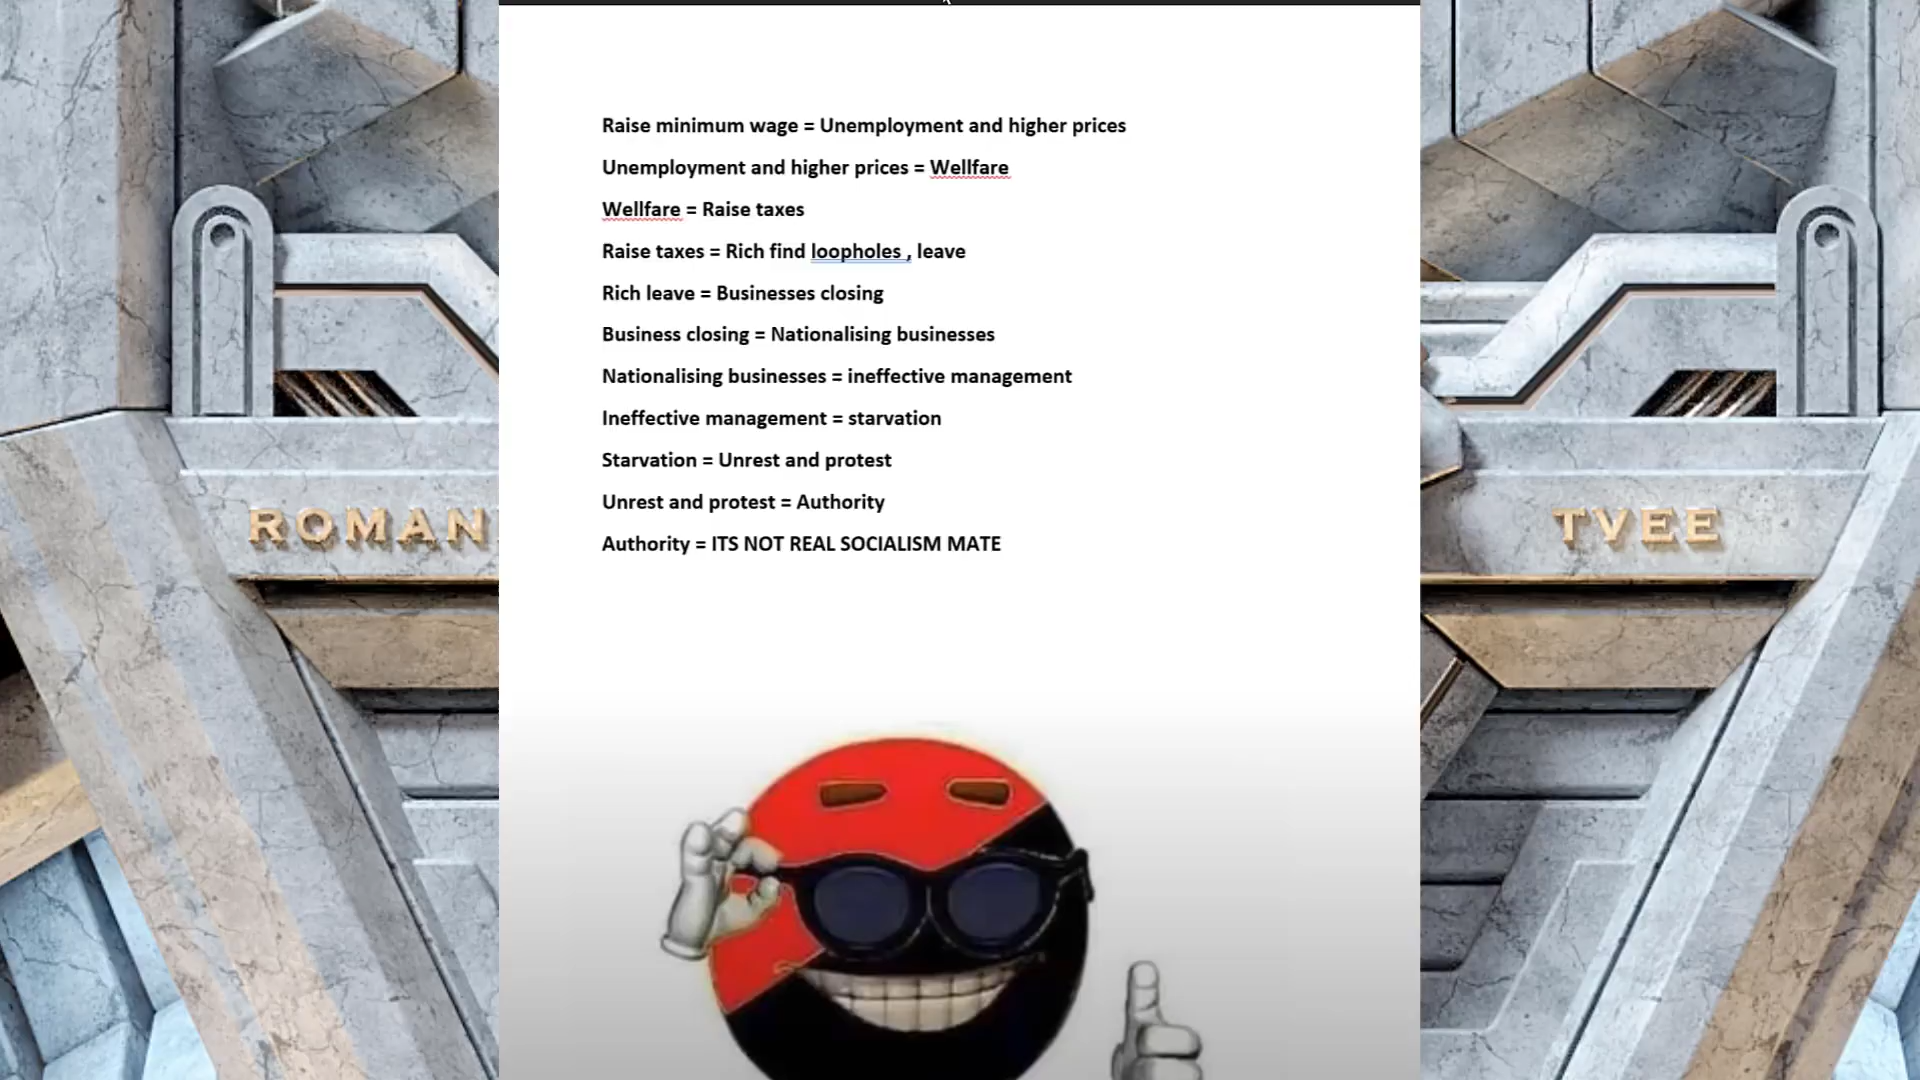 Raise minimum wage = Unemployment and higher prices
Unemployment and higher prices = Wellfare
Wellfare = Raise taxes
Raise taxes = Rich find loopholes , leave
Rich leave = Businesses closing
Business closing = Nationalising businesses
Nationalising businesses = ineffective management
Ineffective management = starvation
Starvation = Unrest and protest
Unrest and protest = Authority
Authority = ITS NOT REAL SOCIALISM MATE
ROMAN
TVEE